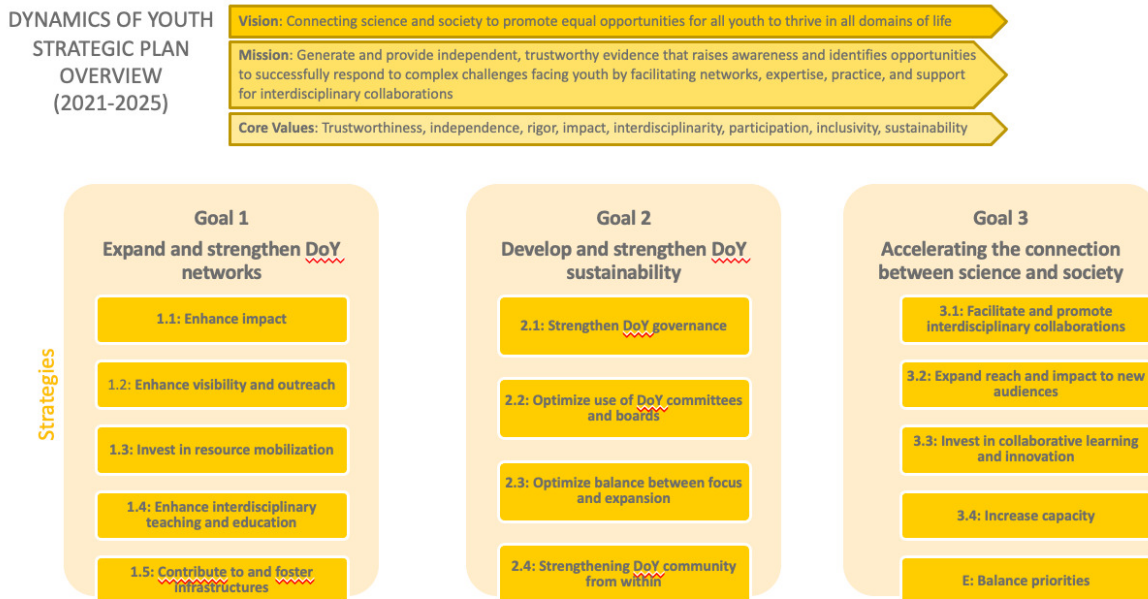 DYNAMICS OF YOUTH
STRATEGIC PLAN
OVERVIEW
(2021-2025)
Vision: Connecting science and society to promote equal opportunities for all youth to thrive in all domains of life
Mission: Generate and provide independent, trustworthy evidence that raises awareness and identifies opportunities
to successfully respond to complex challenges facing youth by facilitating networks, expertise, practice, and support
for interdisciplinary collaborations
Core Values: Trustworthiness, independence, rigor, impact, interdisciplinarity, participation, inclusivity, sustainability
Strategies
Goal 1
Expand and strengthen DoY
networks
1.1: Enhance impact
1.2: Enhance visibility and outreach
1.3: Invest in resource mobilization
1.4: Enhance interdisciplinary
teaching and education
1.5: Contribute to and foster
infrastructures
Goal 2
Develop and strengthen DoY
sustainability
2.1: Strengthen DoY governance
2.2: Optimize use of DoY committees
and boards
2.3: Optimize balance between focus
and expansion
2.4: Strengthening DoY community
from within
Goal 3
Accelerating the connection
between science and society
3.1: Facilitate and promote
interdisciplinary collaborations
3.2: Expand reach and impact to new
audiences
3.3: Invest in collaborative learning
and innovation
3.4: Increase capacity
E: Balance priorities